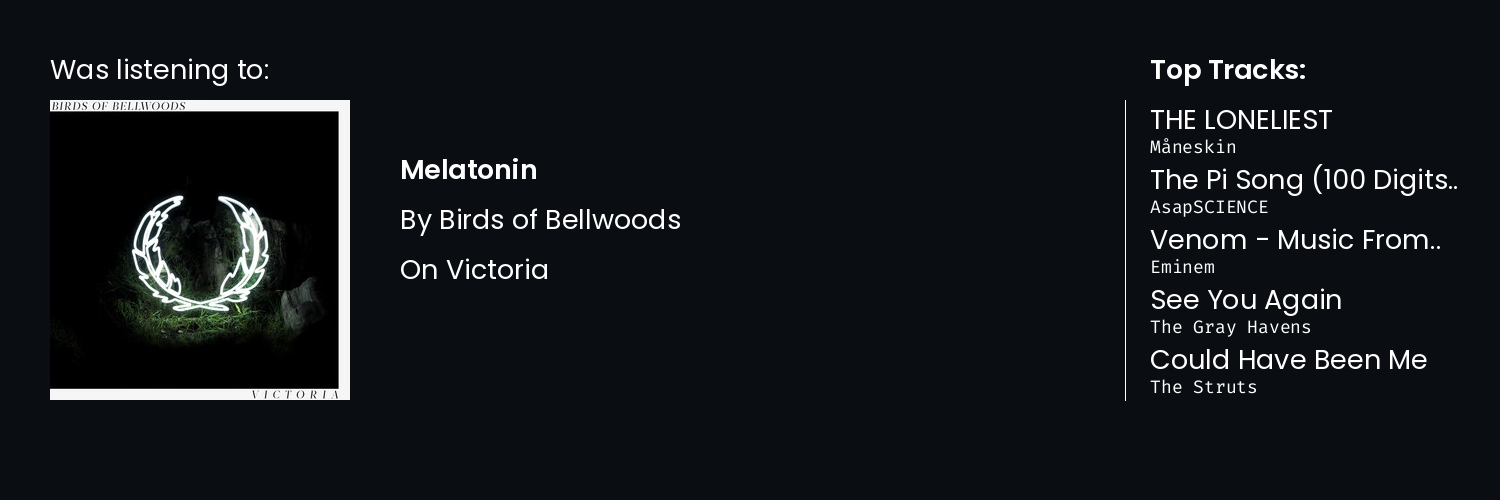 Was listening to:
BIRDS OF BELLWOODS
VICTORIA
Melatonin
By Birds of Bellwoods
On Victoria
Top Tracks:
THE LONELIEST
Måneskin
The Pi Song (100 Digits..
AsapSCIENCE
Venom - Music From..
Eminem
See You Again
The Gray Havens
Could Have Been Me
The Struts